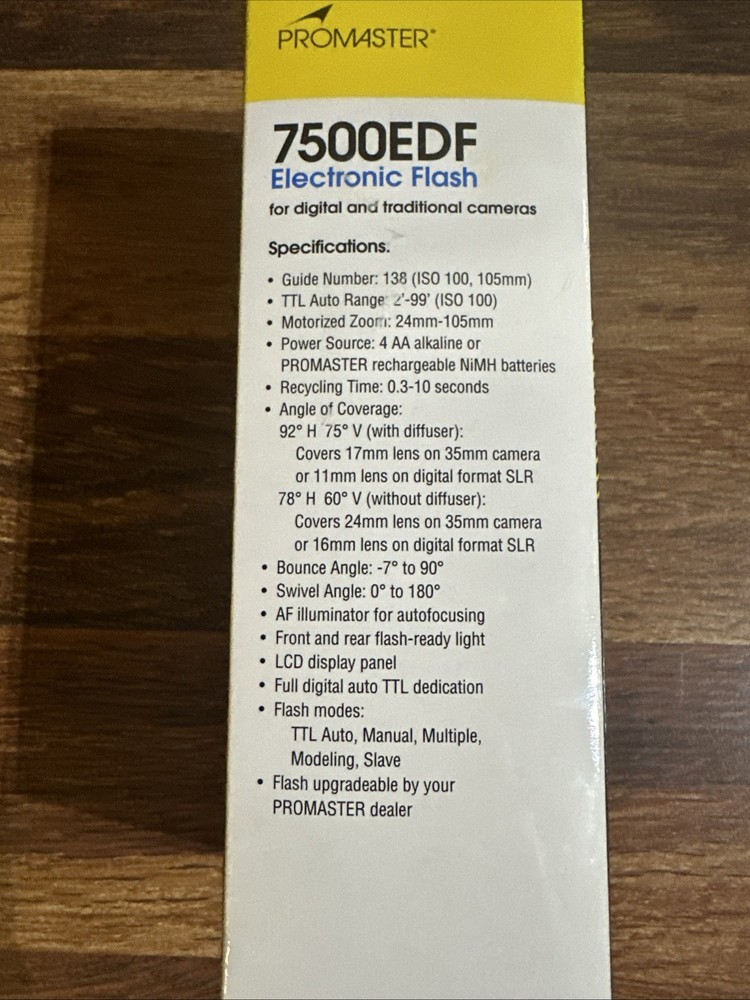 PROMASTER®
7500EDF
Electronic Flash
for digital and traditional cameras
Specifications:
• Guide Number: 138 (ISO 100, 105mm)
• TTL Auto Range: 2'-99' (ISO 100)
• Motorized Zoom: 24mm-105mm
• Power Source: 4 AA alkaline or
PROMASTER rechargeable NiMH batteries
• Recycling Time: 0.3-10 seconds
• Angle of Coverage:
92° H 75° V (with diffuser):
Covers 17mm lens on 35mm camera
or 11mm lens on digital format SLR
78° H 60° V (without diffuser):
Covers 24mm lens on 35mm camera
or 16mm lens on digital format SLR
• Bounce Angle: -7° to 90°
• Swivel Angle: 0° to 180°
• AF illuminator for autofocusing
• Front and rear flash-ready light
• LCD display panel
• Full digital auto TTL dedication
• Flash modes:
TTL Auto, Manual, Multiple,
Modeling, Slave
• Flash upgradeable by your
PROMASTER dealer